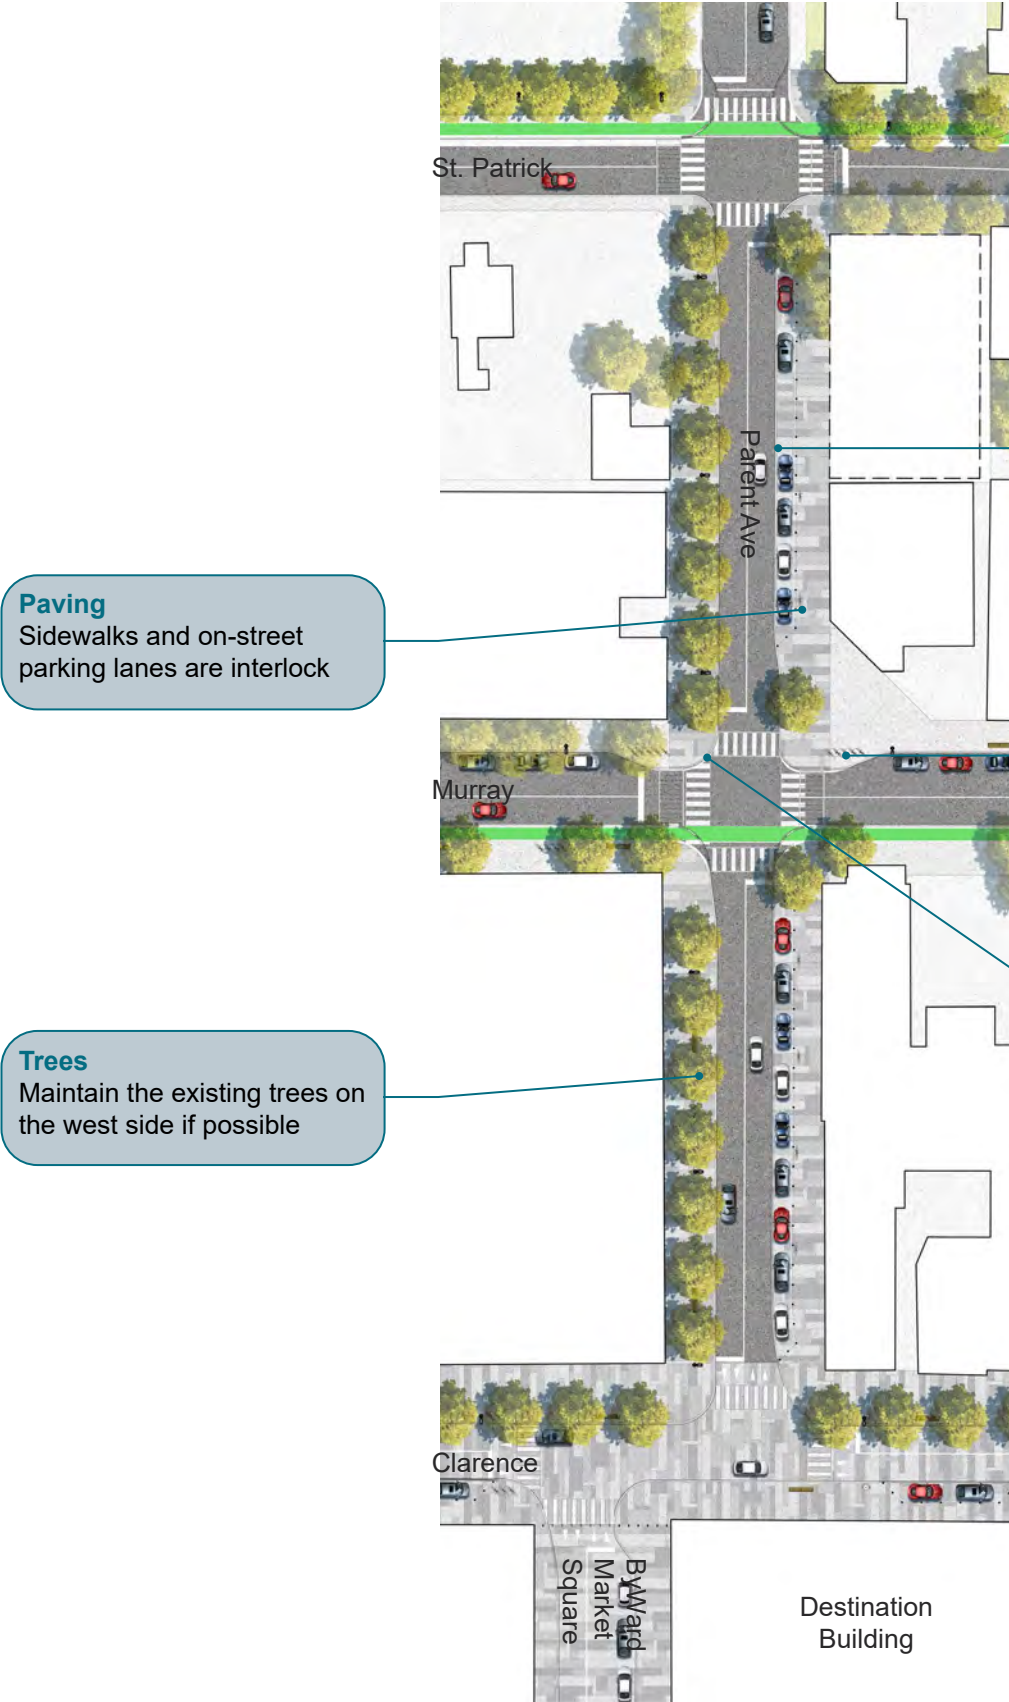 St. Patrick
Parent Ave
Paving
Sidewalks and on-street
parking lanes are interlock
Murray
Trees
Maintain the existing trees on
the west side if possible
Clarence
ByWard
Market
Square
Destination
Building